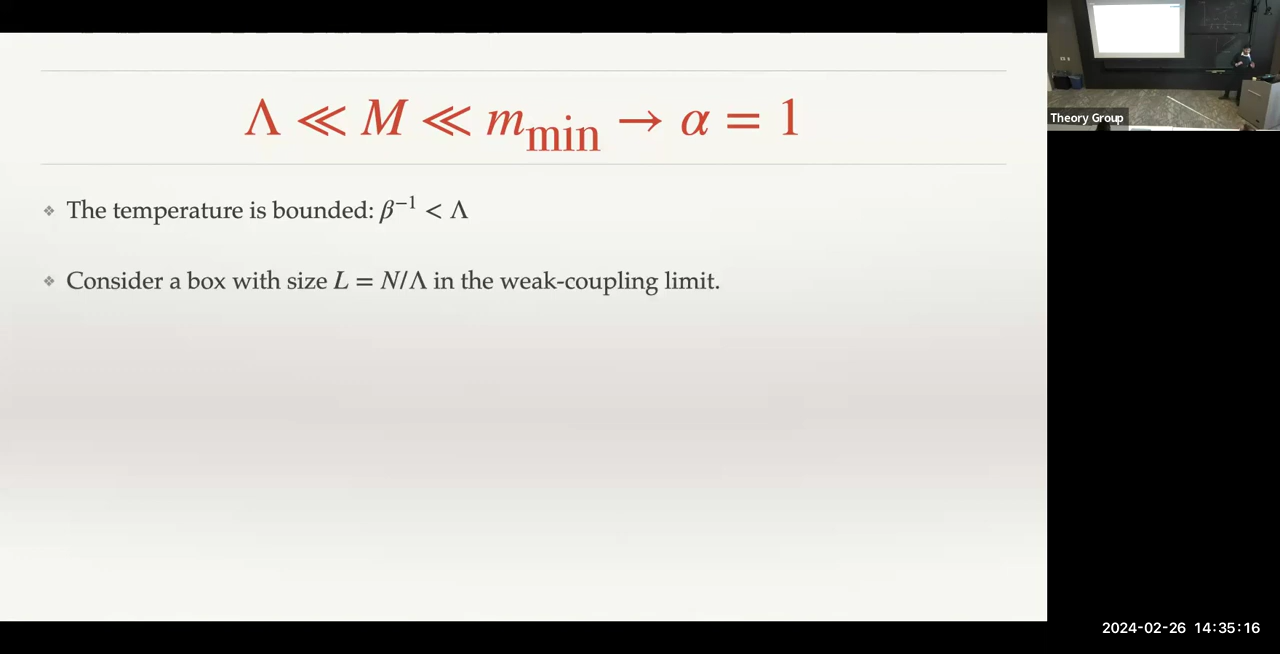 Λ ≪ M ≪ m_min → α = 1
❖ The temperature is bounded: β⁻¹ < Λ
❖ Consider a box with size L = N/Λ in the weak-coupling limit.
Theory Group
2024-02-26 14:35:16